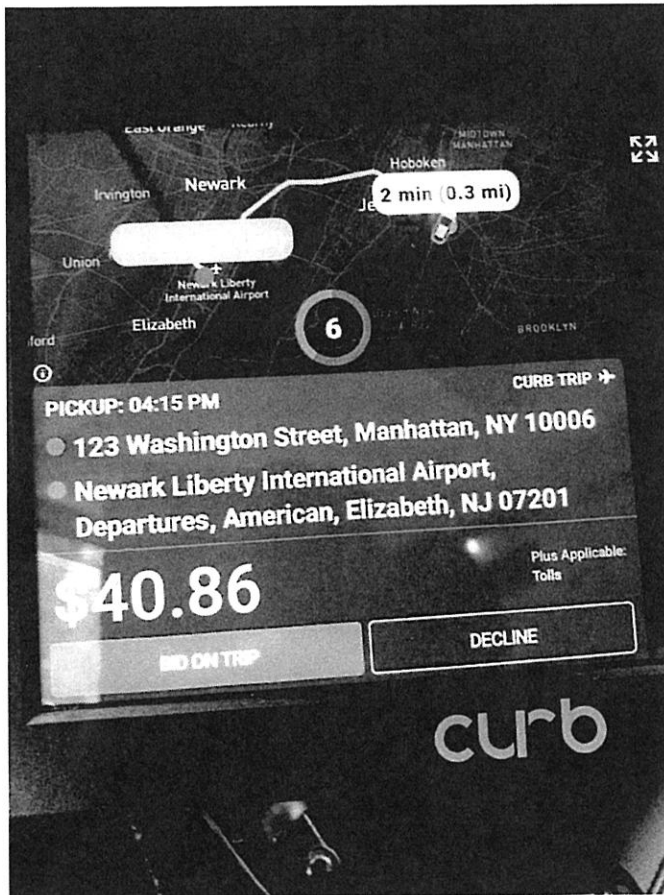 East Orange
MIDTOWN
MANHATTAN
Hoboken
Irvington
Newark
2 min (0.3 mi)
Union
Newark Liberty
International Airport
6
Elizabeth
BROOKLYN
PICKUP: 04:15 PM
CURB TRIP
123 Washington Street, Manhattan, NY 10006
Newark Liberty International Airport,
Departures, American, Elizabeth, NJ 07201
$40.86
Plus Applicable:
Tolls
BID ON TRIP
DECLINE
curb